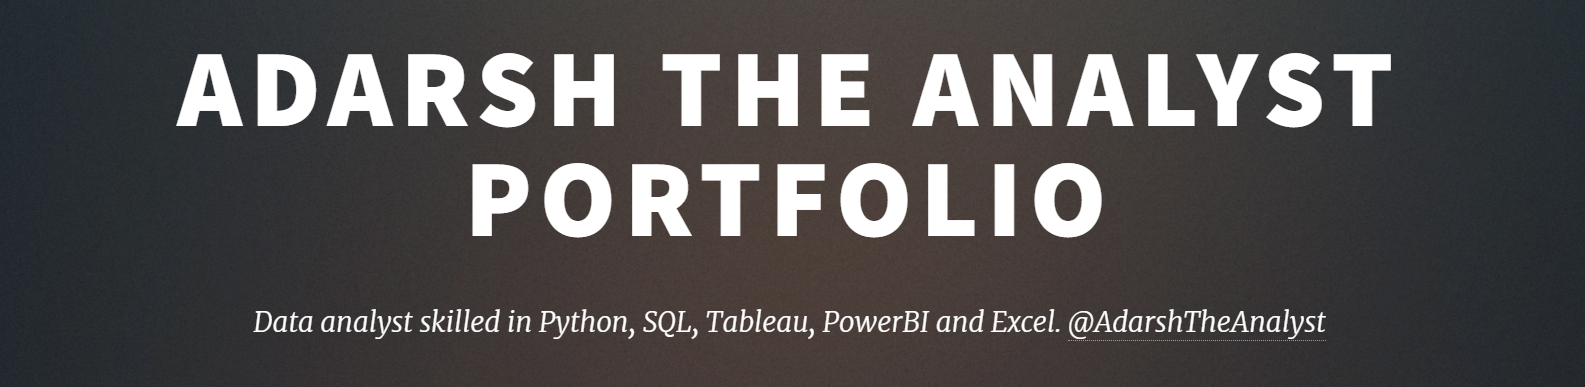 ADARSH THE ANALYST
PORTFOLIO
Data analyst skilled in Python, SQL, Tableau, PowerBI and Excel. @AdarshTheAnalyst